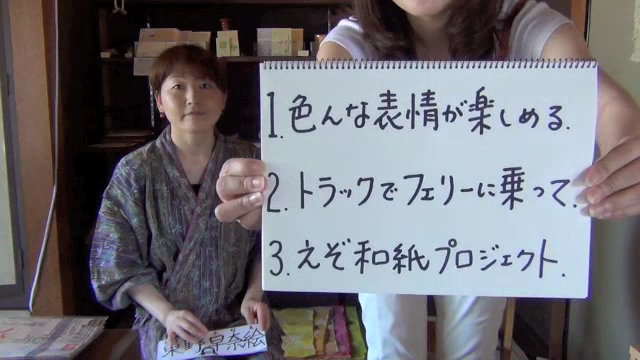 1. 色んな表情が楽しめる.
2. トラックでフェリーに乗って.
3. えぞ和紙プロジェクト.